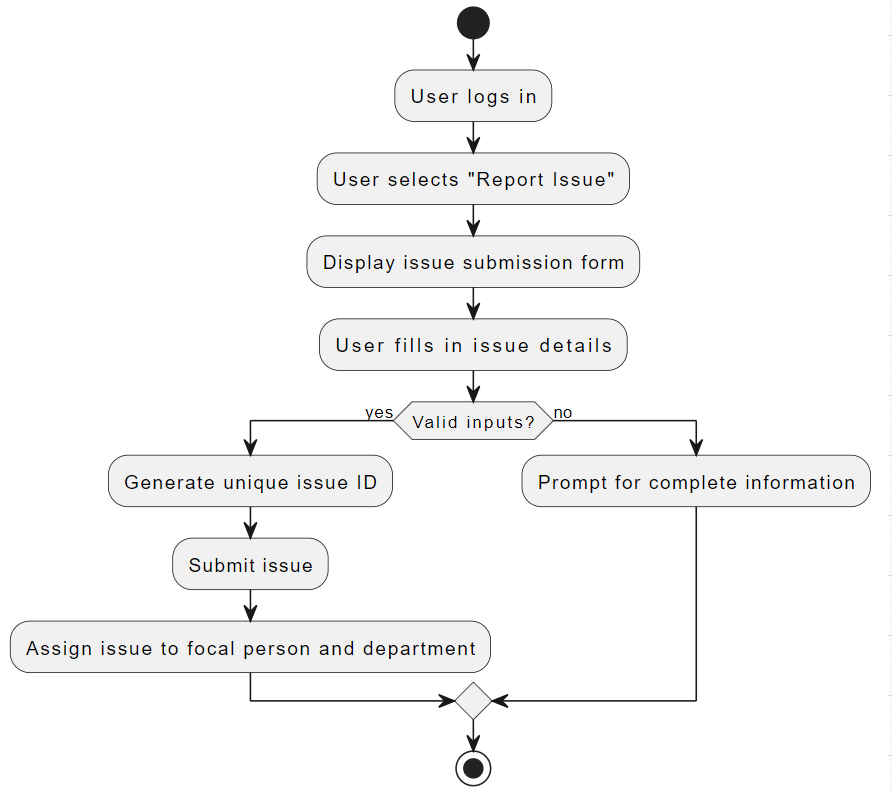 User logs in
User selects "Report Issue"
Display issue submission form
User fills in issue details
yes
Valid inputs?
no
Generate unique issue ID
Prompt for complete information
Submit issue
Assign issue to focal person and department